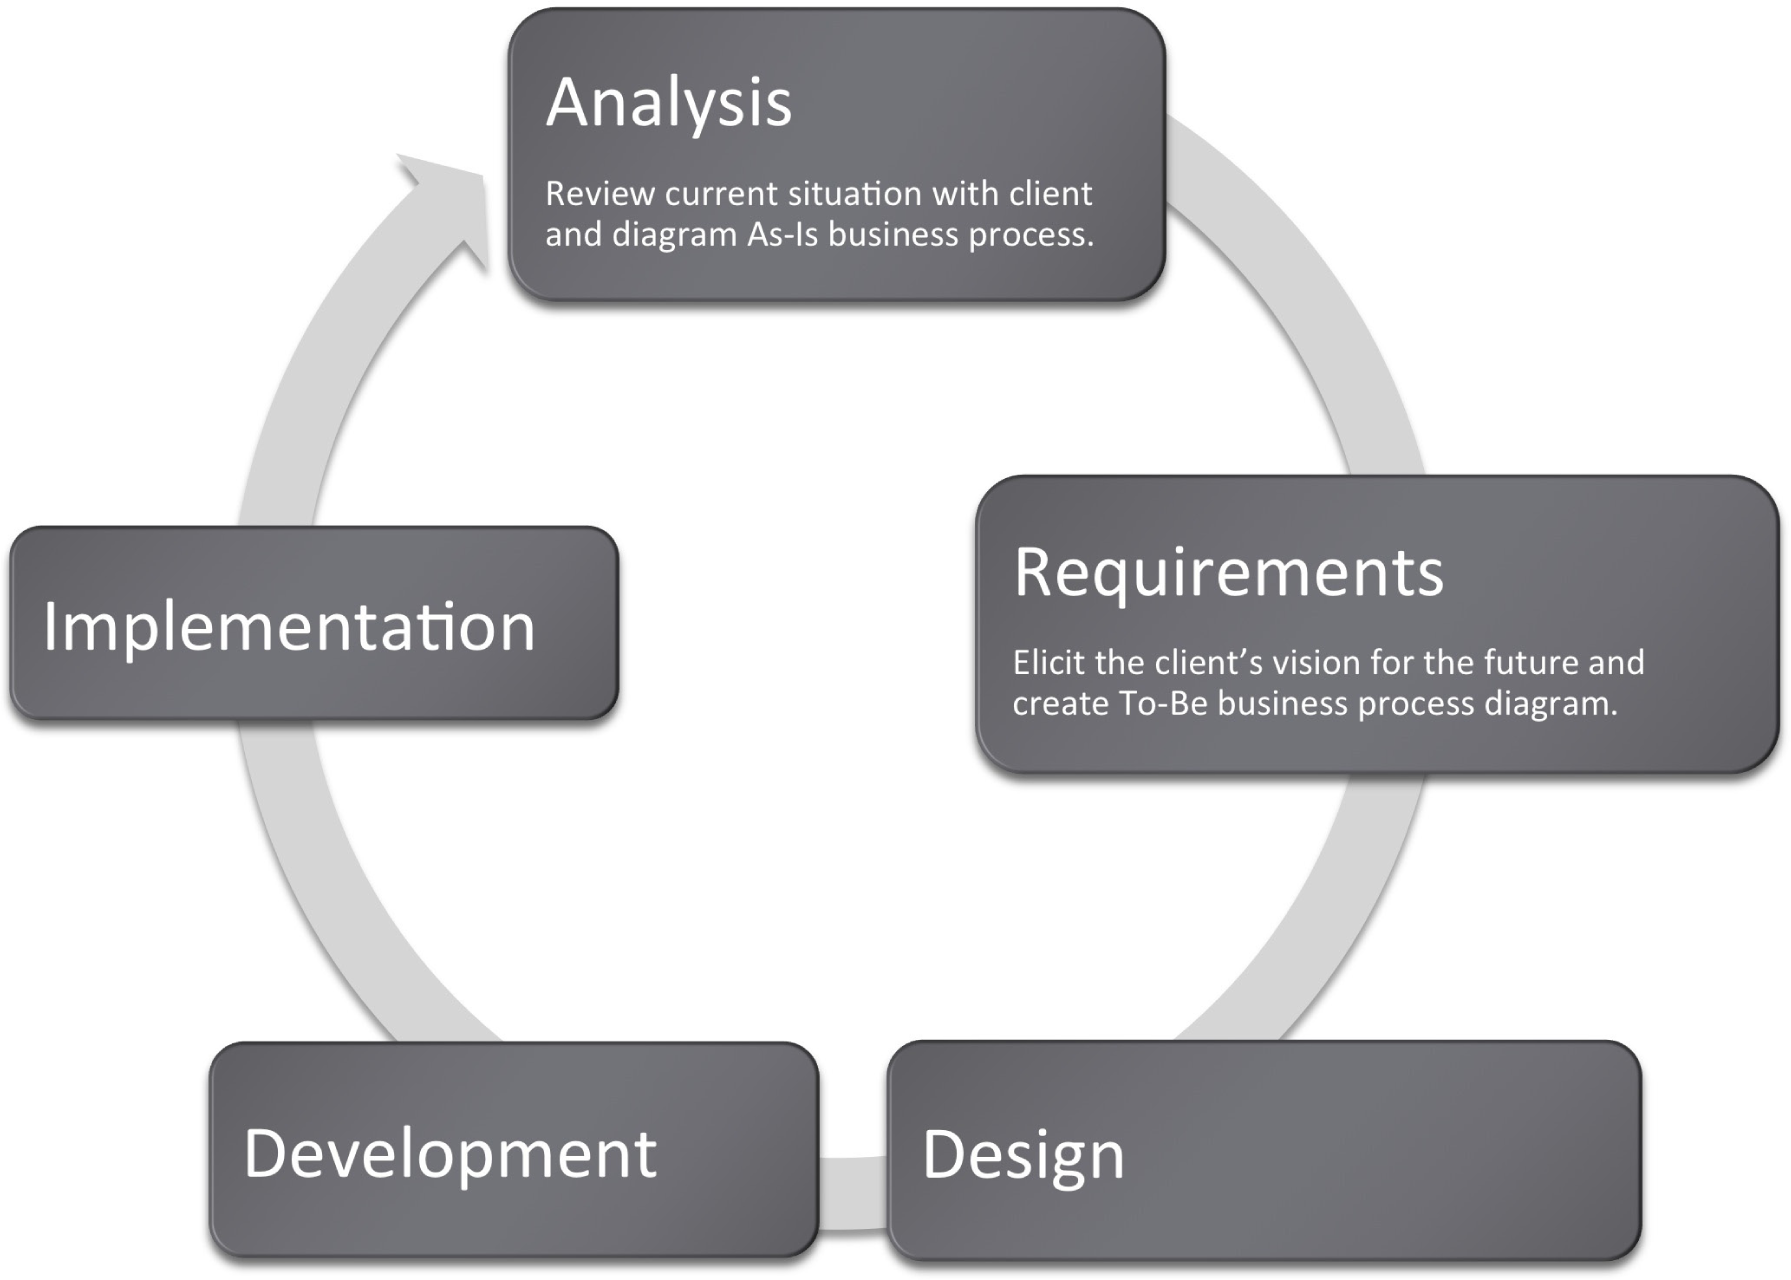 Analysis
Review current situation with client
and diagram As-Is business process.
Requirements
Elicit the client’s vision for the future and
create To-Be business process diagram.
Design
Development
Implementation